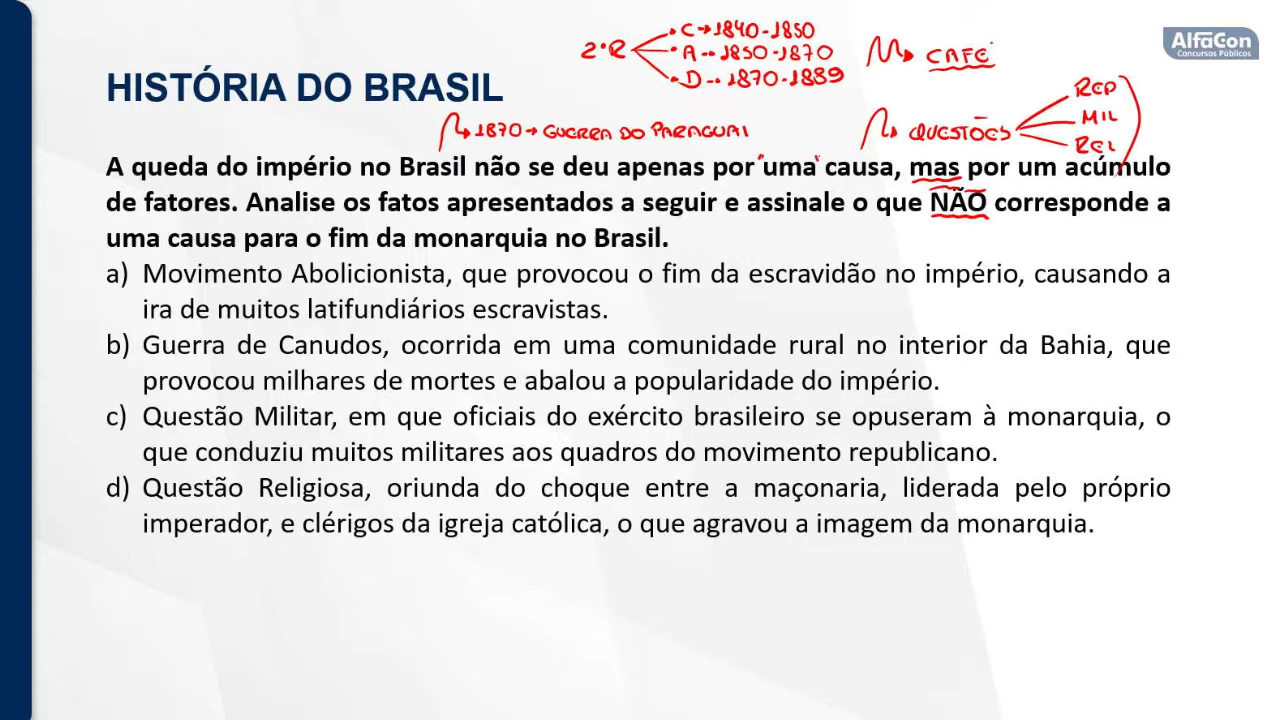 AlfaCon
Concursos Públicos
2°R
C → 1840-1850
A → 1850-1870
D → 1870-1889
CAFÉ
HISTÓRIA DO BRASIL
1870 → GUERRA DO PARAGUAI
QUESTÕES
REP
MIL
REL
A queda do império no Brasil não se deu apenas por "uma" causa, mas por um acúmulo
de fatores. Analise os fatos apresentados a seguir e assinale o que NÃO corresponde a
uma causa para o fim da monarquia no Brasil.
a) Movimento Abolicionista, que provocou o fim da escravidão no império, causando a
ira de muitos latifundiários escravistas.
b) Guerra de Canudos, ocorrida em uma comunidade rural no interior da Bahia, que
provocou milhares de mortes e abalou a popularidade do império.
c) Questão Militar, em que oficiais do exército brasileiro se opuseram à monarquia, o
que conduziu muitos militares aos quadros do movimento republicano.
d) Questão Religiosa, oriunda do choque entre a maçonaria, liderada pelo próprio
imperador, e clérigos da igreja católica, o que agravou a imagem da monarquia.